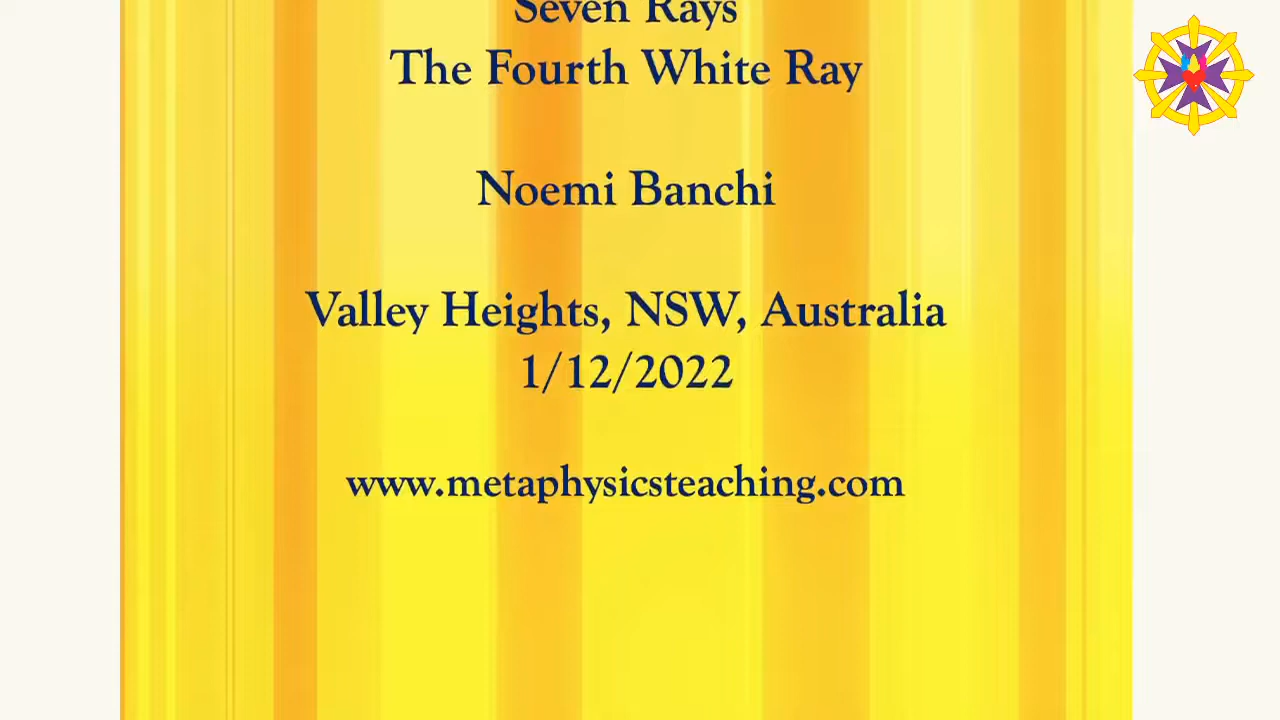 Seven Rays
The Fourth White Ray
Noemi Banchi
Valley Heights, NSW, Australia
1/12/2022
www.metaphysicsteaching.com